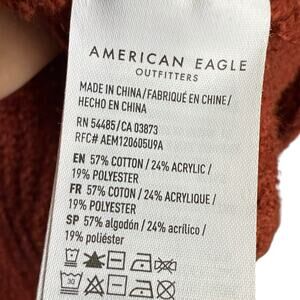 AMERICAN EAGLE
OUTFITTERS
MADE IN CHINA/FABRIQUÉ EN CHINE/
HECHO EN CHINA
RN 54485/CA 03873
RFC# AEM120605U9A
EN 57% COTTON / 24% ACRYLIC /
19% POLYESTER
FR 57% COTON / 24% ACRYLIQUE /
19% POLYESTER
SP 57% algodón / 24% acrílico /
19% poliéster
30